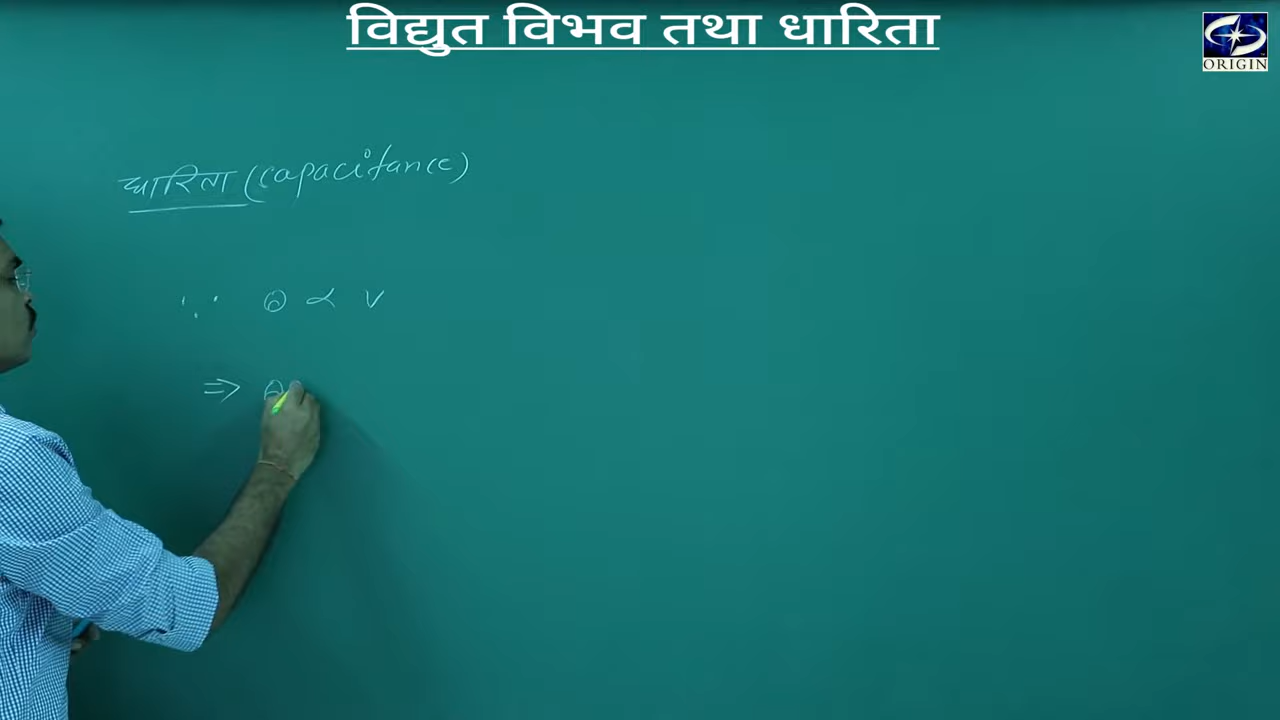 विद्युत विभव तथा धारिता
ORIGIN
धारिता (capacitance)
∵ Q ∝ V
⇒ Q